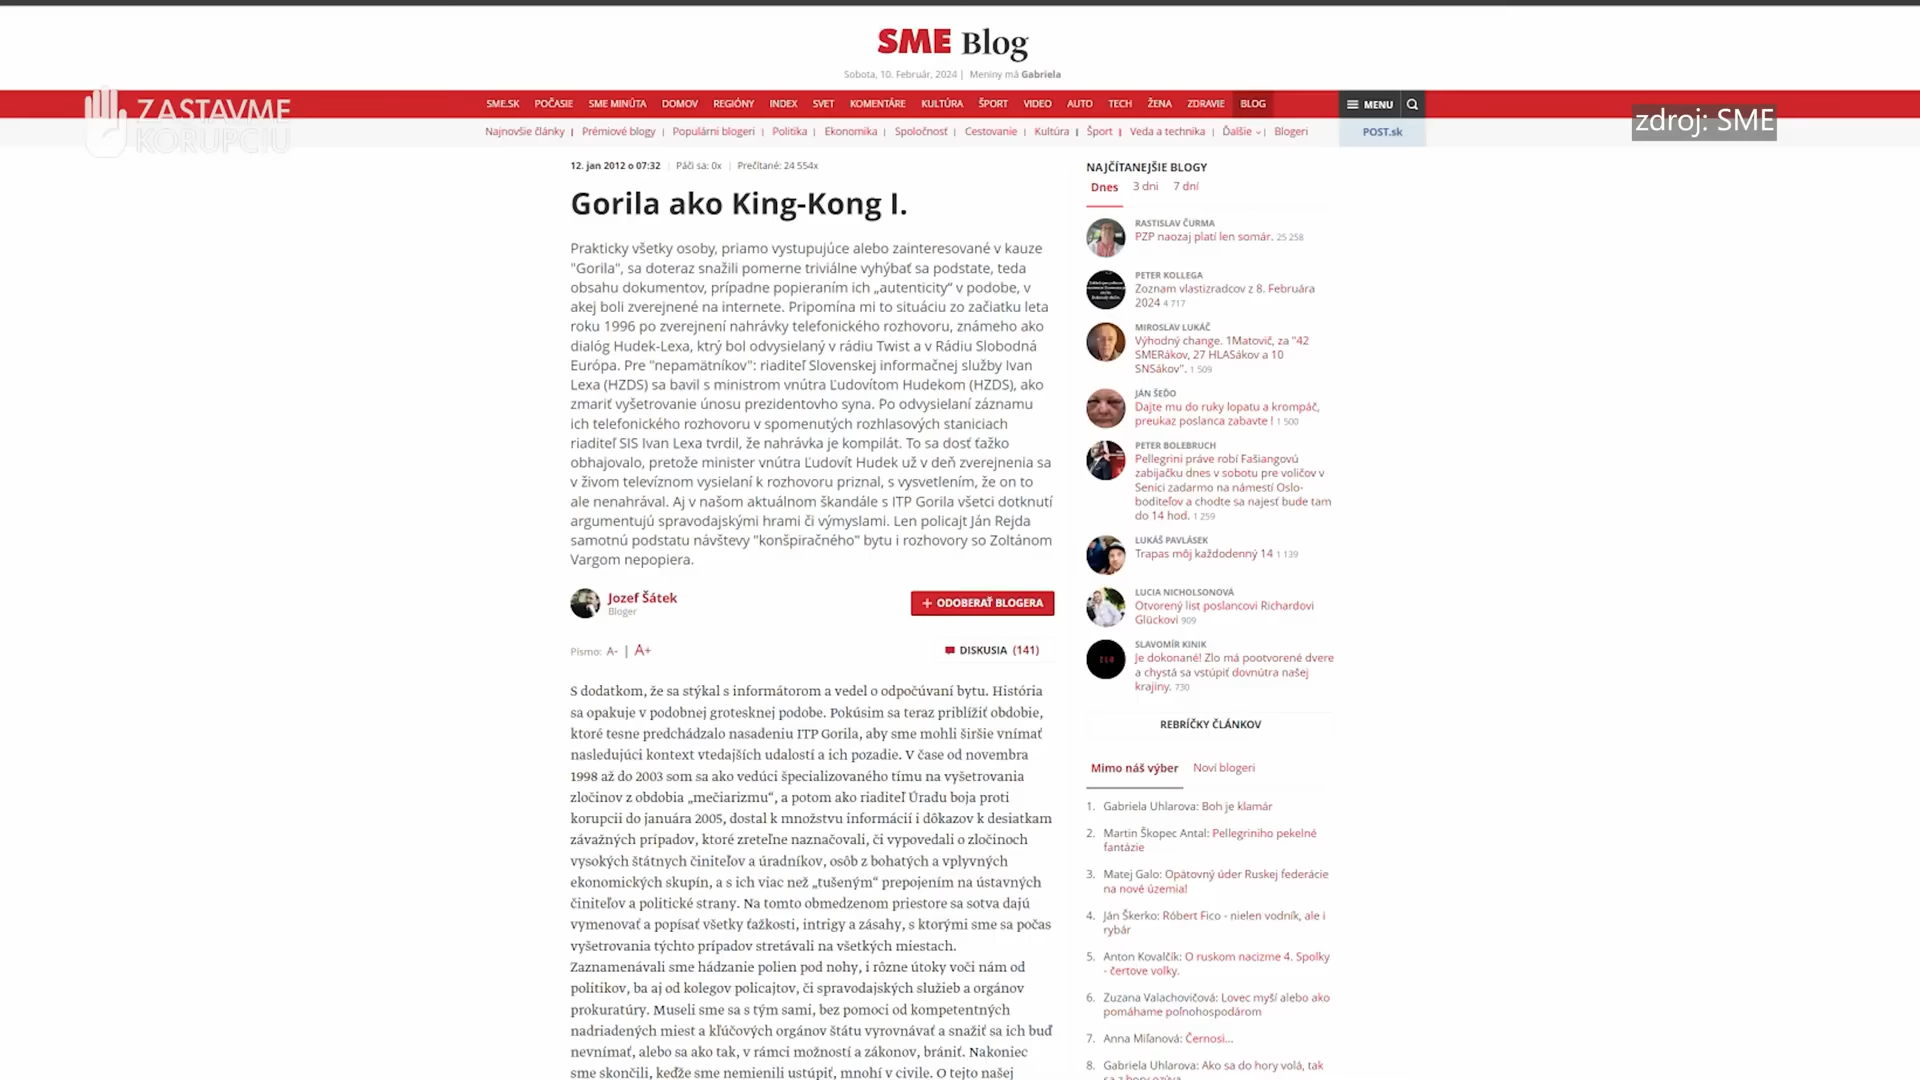 SME Blog
Sobota, 10. Február, 2024 | Meniny má Gabriela
ZASTAVME
KORUPCIU
SME.SK POČASIE SME MINÚTA DOMOV REGIÓNY INDEX SVET KOMENTÁRE KULTÚRA ŠPORT VIDEO AUTO TECH ŽENA ZDRAVIE BLOG MENU
zdroj: SME
Najnovšie články | Prémiové blogy | Populárni blogeri | Politika | Ekonomika | Spoločnosť | Cestovanie | Kultúra | Šport | Veda a technika | Ďalšie | Blogeri POST.sk
12. jan 2012 o 07:32 | Páči sa: 0x | Prečítané: 24 554x
Gorila ako King-Kong I.
Prakticky všetky osoby, priamo vystupujúce alebo zainteresované v kauze
"Gorila", sa doteraz snažili pomerne triviálne vyhýbať sa podstate, teda
obsahu dokumentov, prípadne popieraním ich „autenticity“ v podobe, v
akej boli zverejnené na internete. Pripomína mi to situáciu zo začiatku leta
roku 1996 po zverejnení nahrávky telefonického rozhovoru, známeho ako
dialóg Hudek-Lexa, ktrý bol odvysielaný v rádiu Twist a v Rádiu Slobodná
Európa. Pre "nepamätníkov": riaditeľ Slovenskej informačnej služby Ivan
Lexa (HZDS) sa bavil s ministrom vnútra Ľudovítom Hudekom (HZDS), ako
zmariť vyšetrovanie únosu prezidentovho syna. Po odvysielaní záznamu
ich telefonického rozhovoru v spomenutých rozhlasových staniciach
riaditeľ SIS Ivan Lexa tvrdil, že nahrávka je kompilát. To sa dosť ťažko
obhajovalo, pretože minister vnútra Ľudovít Hudek už v deň zverejnenia sa
v živom televíznom vysielaní k rozhovoru priznal, s vysvetlením, že on to
ale nenahrával. Aj v našom aktuálnom škandále s ITP Gorila všetci dotknutí
argumentujú spravodajskými hrami či výmyslami. Len policajt Ján Rejda
samotnú podstatu návštevy "konšpiračného" bytu i rozhovory so Zoltánom
Vargom nepopiera.
Jozef Šátek
Bloger
+ ODOBERAŤ BLOGERA
Písmo: A- | A+
DISKUSIA (141)
S dodatkom, že sa stýkal s informátorom a vedel o odpočúvaní bytu. História
sa opakuje v podobnej grotesknej podobe. Pokúsim sa teraz priblížiť obdobie,
ktoré tesne predchádzalo nasadeniu ITP Gorila, aby sme mohli širšie vnímať
nasledujúci kontext vtedajších udalostí a ich pozadie. V čase od novembra
1998 až do 2003 som sa ako vedúci špecializovaného tímu na vyšetrovania
zločinov z obdobia „mečiarizmu“, a potom ako riaditeľ Úradu boja proti
korupcii do januára 2005, dostal k množstvu informácií i dôkazov k desiatkam
závažných prípadov, ktoré zreteľne naznačovali, či vypovedali o zločinoch
vysokých štátnych činiteľov a úradníkov, osôb z bohatých a vplyvných
ekonomických skupín, a s ich viac než „tušeným“ prepojením na ústavných
činiteľov a politické strany. Na tomto obmedzenom priestore sa sotva dajú
vymenovať a popísať všetky ťažkosti, intrigy a zásahy, s ktorými sme sa počas
vyšetrovania týchto prípadov stretávali na všetkých miestach.
Zaznamenávali sme hádzanie polien pod nohy, i rôzne útoky voči nám od
politikov, ba aj od kolegov policajtov, či spravodajských služieb a orgánov
prokuratúry. Museli sme sa s tým sami, bez pomoci od kompetentných
nadriadených miest a kľúčových orgánov štátu vyrovnávať a snažiť sa ich buď
nevnímať, alebo sa ako tak, v rámci možností a zákonov, brániť. Nakoniec
sme skončili, keďže sme nemienili ustúpiť, mnohí v civile. O tejto našej
NAJČÍTANEJŠIE BLOGY
Dnes 3 dni 7 dní
RASTISLAV ČURMA
PZP naozaj platí len somár. 25 258
PETER KOLLEGA
Zoznam vlastizradcov z 8. Februára
2024 4 717
MIROSLAV LUKÁČ
Výhodný change. 1Matovič, za "42
SMERákov, 27 HLASákov a 10
SNSákov". 1 509
JÁN ŠEĎO
Dajte mu do ruky lopatu a krompáč,
preukaz poslanca zabavte ! 1 500
PETER BOLEBRUCH
Pellegrini práve robí Fašiangovú
zabíjačku dnes v sobotu pre voličov v
Senici zadarmo na námestí Oslo-
boditeľov a choďte sa najesť bude tam
do 14 hod. 1 259
LUKÁŠ PAVLÁSEK
Trapas môj každodenný 14 1 139
LUCIA NICHOLSONOVÁ
Otvorený list poslancovi Richardovi
Glückovi 909
SLAVOMÍR KINIK
Je dokonané! Zlo má pootvorené dvere
a chystá sa vstúpiť dovnútra našej
krajiny. 730
REBRÍČKY ČLÁNKOV
Mimo náš výber Noví blogeri
1. Gabriela Uhlarova: Boh je klamár
2. Martin Škopec Antal: Pellegriniho pekelné
fantázie
3. Matej Galo: Opätovný úder Ruskej federácie
na nové územia!
4. Ján Škerko: Róbert Fico - nielen vodník, ale i
rybár
5. Anton Kovalčík: O ruskom nacizme 4. Spolky
- čertove volky.
6. Zuzana Valachovičová: Lovec myší alebo ako
pomáhame poľnohospodárom
7. Anna Miľanová: Černosi...
8. Gabriela Uhlarova: Ako sa do hory volá, tak